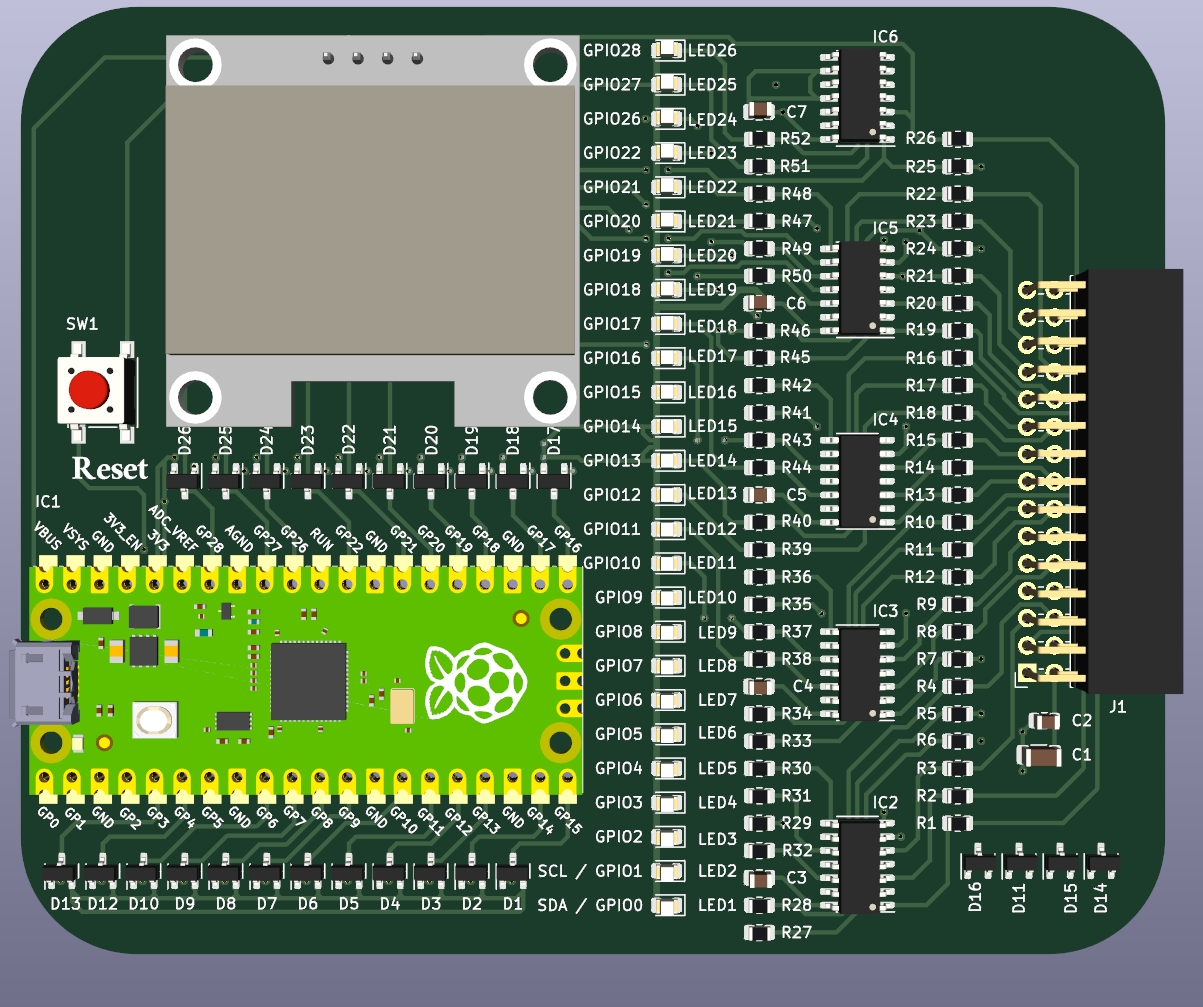 GPIO28 LED26
GPIO27 LED25
GPIO26 LED24
GPIO22 LED23
GPIO21 LED22
GPIO20 LED21
GPIO19 LED20
GPIO18 LED19
GPIO17 LED18
GPIO16 LED17
GPIO15 LED16
GPIO14 LED15
GPIO13 LED14
GPIO12 LED13
GPIO11 LED12
GPIO10 LED11
GPIO9 LED10
GPIO8 LED9
GPIO7 LED8
GPIO6 LED7
GPIO5 LED6
GPIO4 LED5
GPIO3 LED4
GPIO2 LED3
SCL / GPIO1 LED2
SDA / GPIO0 LED1
C7
R52
R51
R48
R47
R49
R50
C6
R46
R45
R42
R41
R43
R44
C5
R40
R39
R36
R35
R37
R38
C4
R34
R33
R30
R31
R29
R32
C3
R28
R27
IC6
IC5
IC4
IC3
IC2
R26
R25
R22
R23
R24
R21
R20
R19
R16
R17
R18
R15
R14
R13
R10
R11
R12
R9
R8
R7
R4
R5
R6
R3
R2
R1
J1
C2
C1
D16 D11 D15 D14
SW1
Reset
D26 D25 D24 D23 D22 D21 D20 D19 D18 D17
IC1
VBUS VSYS GND 3V3_EN 3V3 ADC_VREF GP28 AGND GP27 GP26 RUN GP22 GND GP21 GP20 GP19 GP18 GND GP17 GP16
GP0 GP1 GND GP2 GP3 GP4 GP5 GND GP6 GP7 GP8 GP9 GND GP10 GP11 GP12 GP13 GND GP14 GP15
D13 D12 D10 D9 D8 D7 D6 D5 D4 D3 D2 D1